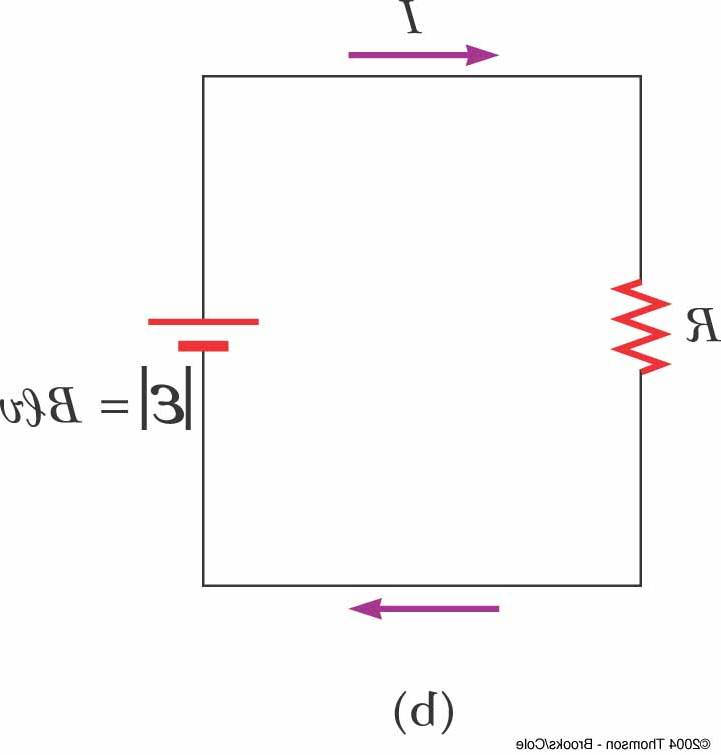 I
R
|ε| = Bℓv
(b)
©2004 Thomson - Brooks/Cole